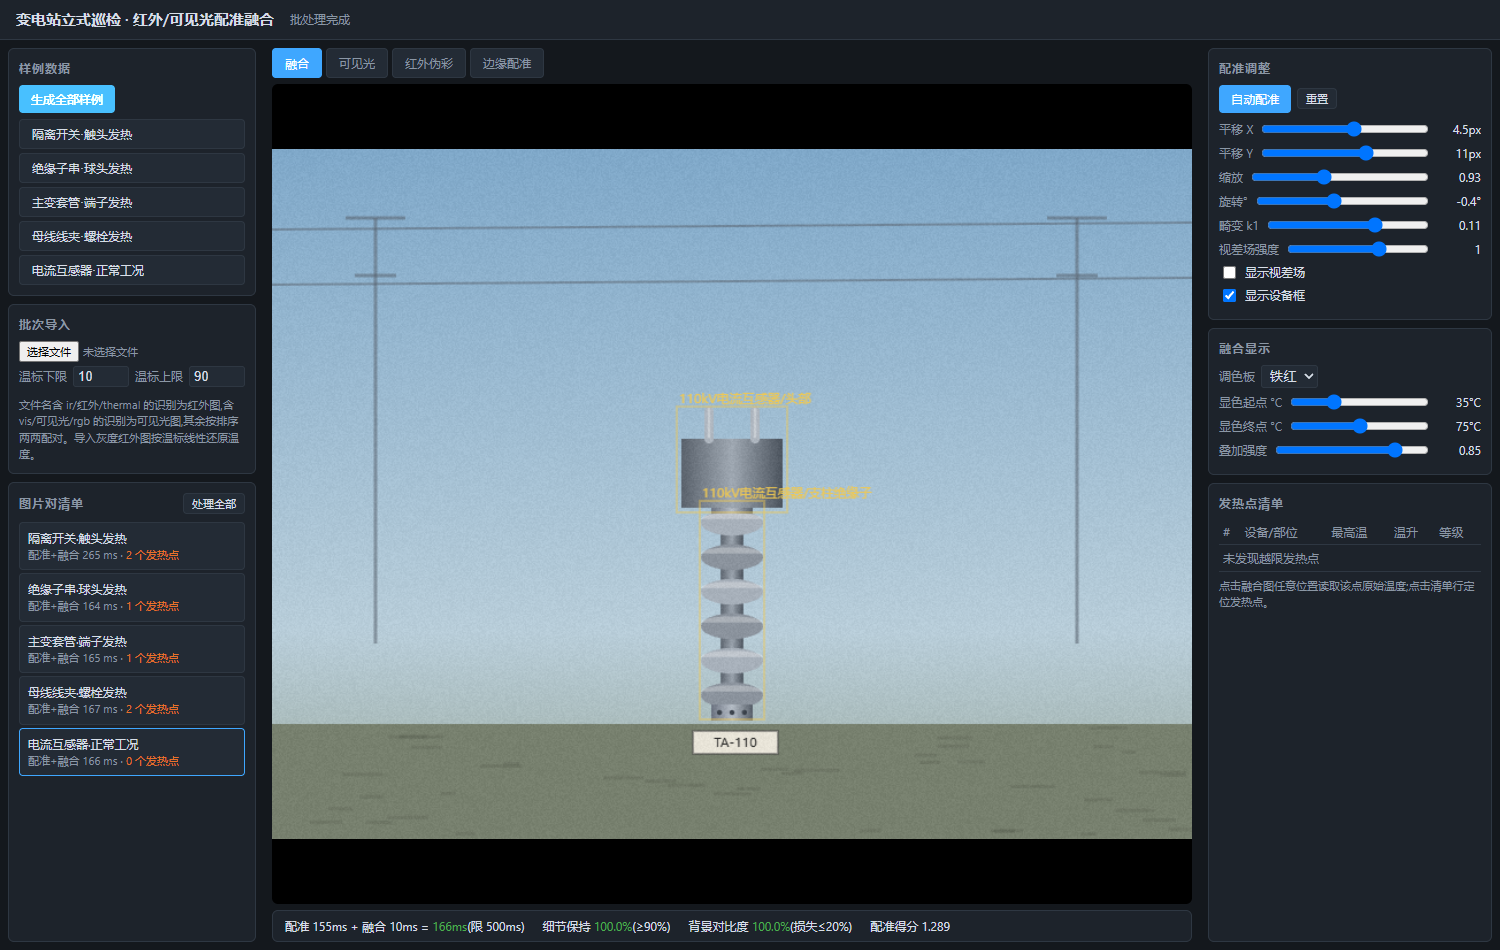 变电站立式巡检 · 红外/可见光配准融合 批处理完成
样例数据
生成全部样例
隔离开关·触头发热
绝缘子串·球头发热
主变套管·端子发热
母线线夹·螺栓发热
电流互感器·正常工况
批次导入
选择文件 未选择文件
温标下限 10 温标上限 90
文件名含 ir/红外/thermal 的识别为红外图,含
vis/可见光/rgb 的识别为可见光图,其余按排序
两两配对。导入灰度红外图按温标线性还原温
度。
图片对清单 处理全部
隔离开关·触头发热
配准+融合 265 ms · 2 个发热点
绝缘子串·球头发热
配准+融合 164 ms · 1 个发热点
主变套管·端子发热
配准+融合 165 ms · 1 个发热点
母线线夹·螺栓发热
配准+融合 167 ms · 2 个发热点
电流互感器·正常工况
配准+融合 166 ms · 0 个发热点
融合 可见光 红外伪彩 边缘配准
110kV电流互感器/头部
110kV电流互感器/支柱绝缘子
TA-110
配准 155ms + 融合 10ms = 166ms(限 500ms) 细节保持 100.0%(≥90%) 背景对比度 100.0%(损失≤20%) 配准得分 1.289
配准调整
自动配准 重置
平移 X 4.5px
平移 Y 11px
缩放 0.93
旋转° -0.4°
畸变 k1 0.11
视差场强度 1
显示视差场
显示设备框
融合显示
调色板 铁红
显色起点 °C 35°C
显色终点 °C 75°C
叠加强度 0.85
发热点清单
# 设备/部位 最高温 温升 等级
未发现越限发热点
点击融合图任意位置读取该点原始温度;点击清单行定
位发热点。